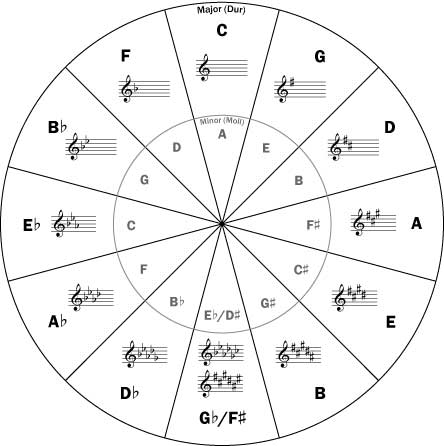 Major (Dur)
C
F
G
B♭
Minor (Moll)
A
D
E
D
G
B
E♭
C
F♯
A
F
C♯
A♭
B♭
G♯
E
E♭/D♯
D♭
B
G♭/F♯